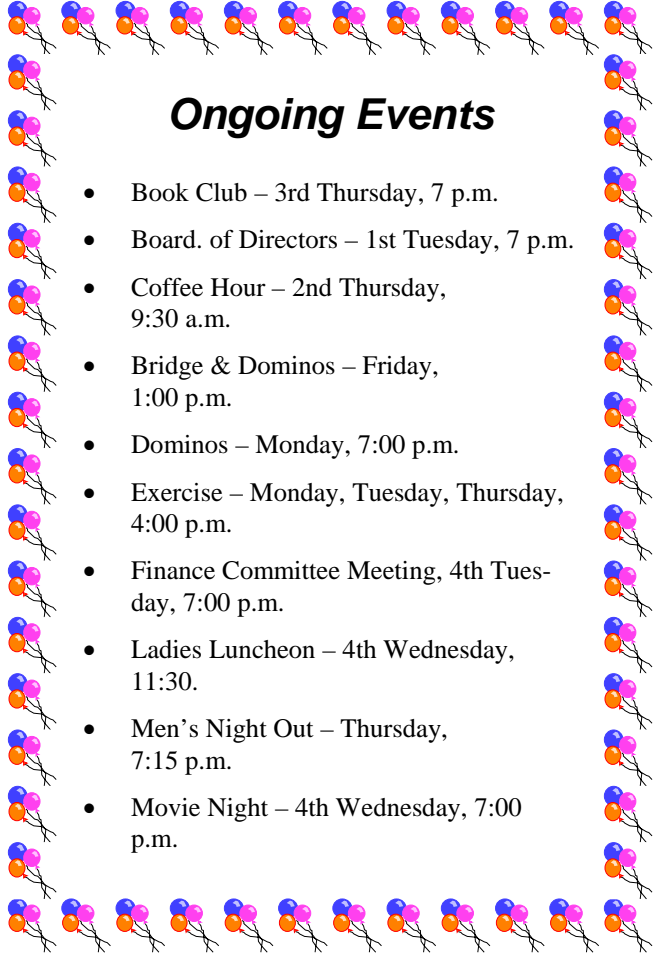 Ongoing Events
• Book Club – 3rd Thursday, 7 p.m.
• Board. of Directors – 1st Tuesday, 7 p.m.
• Coffee Hour – 2nd Thursday,
9:30 a.m.
• Bridge & Dominos – Friday,
1:00 p.m.
• Dominos – Monday, 7:00 p.m.
• Exercise – Monday, Tuesday, Thursday,
4:00 p.m.
• Finance Committee Meeting, 4th Tues-
day, 7:00 p.m.
• Ladies Luncheon – 4th Wednesday,
11:30.
• Men’s Night Out – Thursday,
7:15 p.m.
• Movie Night – 4th Wednesday, 7:00
p.m.